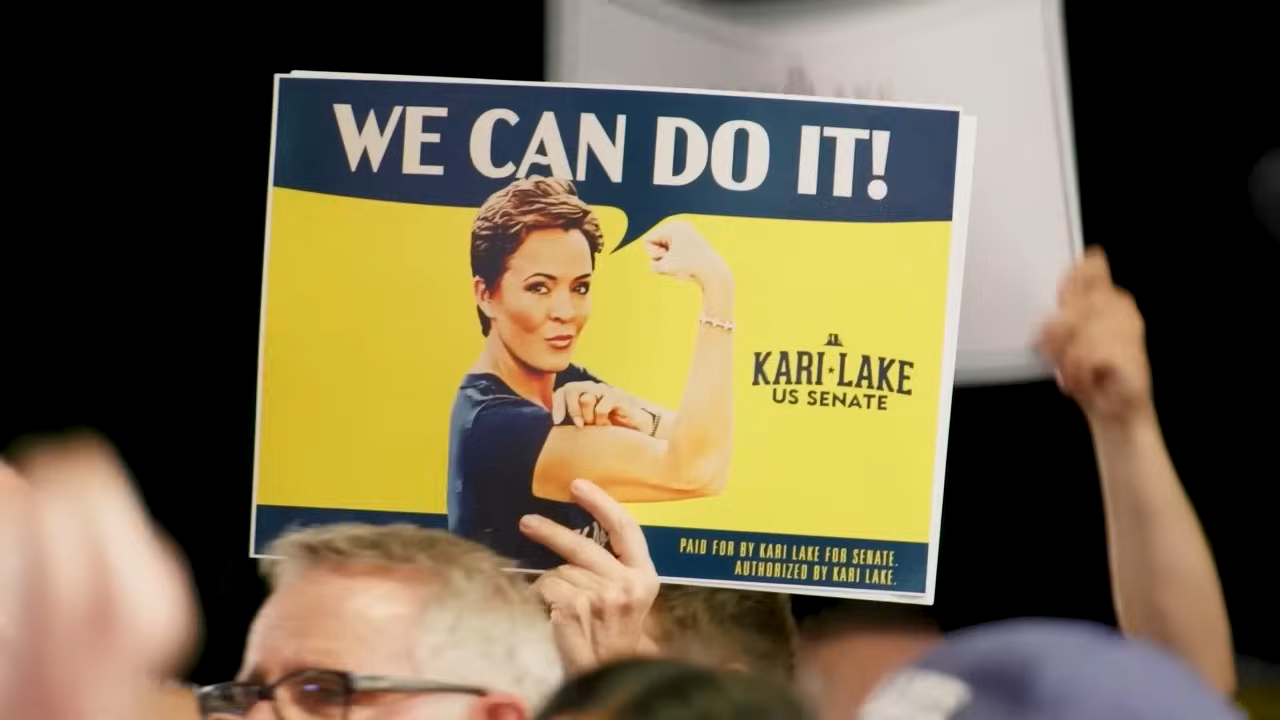 WE CAN DO IT!
KARI★LAKE
US SENATE
PAID FOR BY KARI LAKE FOR SENATE.
AUTHORIZED BY KARI LAKE.